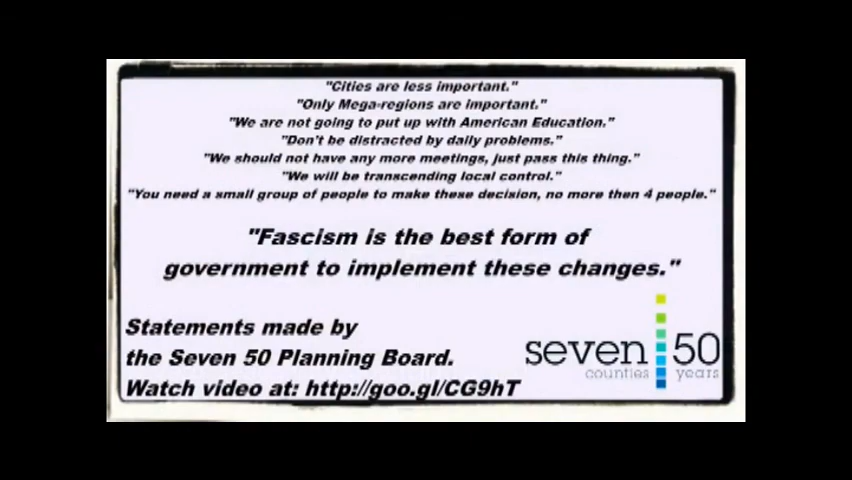 "Cities are less important."
"Only Mega-regions are important."
"We are not going to put up with American Education."
"Don't be distracted by daily problems."
"We should not have any more meetings, just pass this thing."
"We will be transcending local control."
"You need a small group of people to make these decision, no more then 4 people."
"Fascism is the best form of
government to implement these changes."
Statements made by
the Seven 50 Planning Board.
Watch video at: http://goo.gl/CG9hT
seven 50
counties years